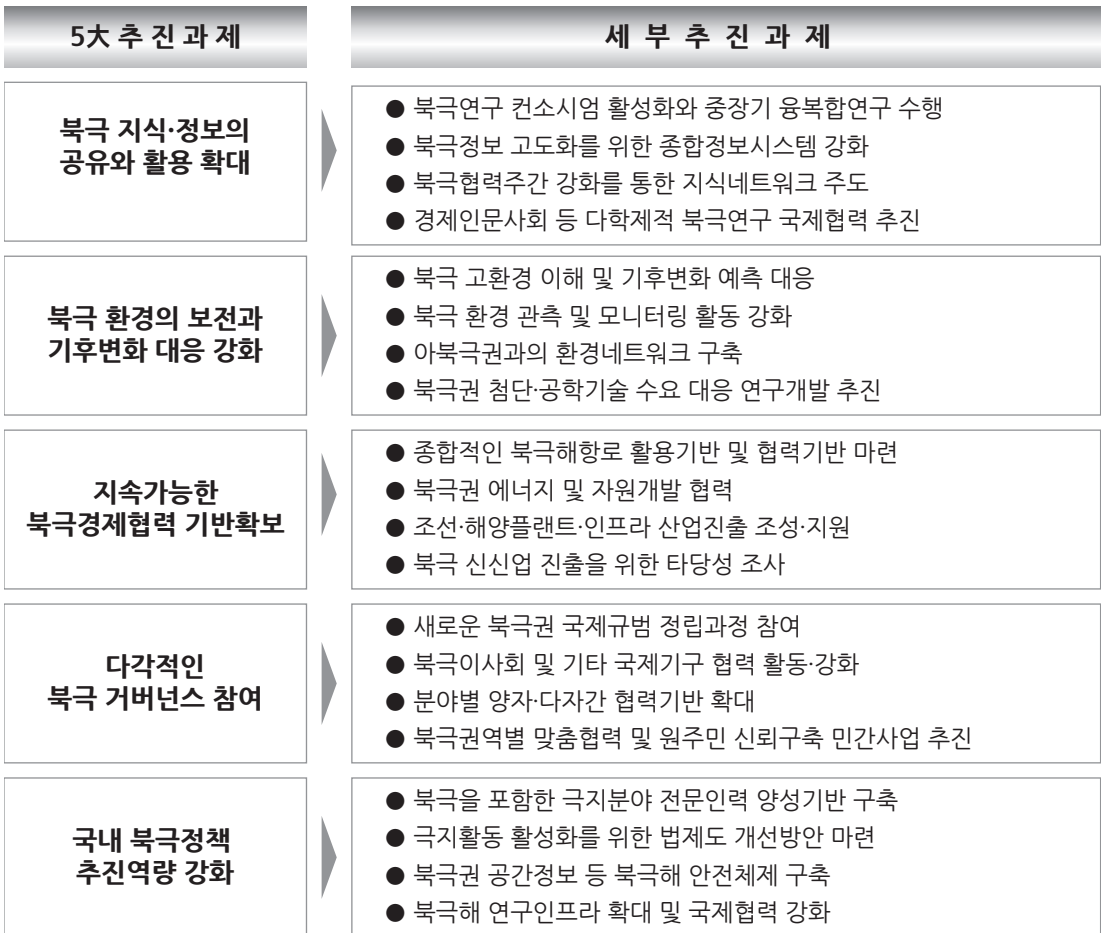 5大 추 진 과 제
세 부 추 진 과 제
북극 지식·정보의
공유와 활용 확대
● 북극연구 컨소시엄 활성화와 중장기 융복합연구 수행
● 북극정보 고도화를 위한 종합정보시스템 강화
● 북극협력주간 강화를 통한 지식네트워크 주도
● 경제인문사회 등 다학제적 북극연구 국제협력 추진
북극 환경의 보전과
기후변화 대응 강화
● 북극 고환경 이해 및 기후변화 예측 대응
● 북극 환경 관측 및 모니터링 활동 강화
● 아북극권과의 환경네트워크 구축
● 북극권 첨단·공학기술 수요 대응 연구개발 추진
지속가능한
북극경제협력 기반확보
● 종합적인 북극해항로 활용기반 및 협력기반 마련
● 북극권 에너지 및 자원개발 협력
● 조선·해양플랜트·인프라 산업진출 조성·지원
● 북극 신신업 진출을 위한 타당성 조사
다각적인
북극 거버넌스 참여
● 새로운 북극권 국제규범 정립과정 참여
● 북극이사회 및 기타 국제기구 협력 활동·강화
● 분야별 양자·다자간 협력기반 확대
● 북극권역별 맞춤협력 및 원주민 신뢰구축 민간사업 추진
국내 북극정책
추진역량 강화
● 북극을 포함한 극지분야 전문인력 양성기반 구축
● 극지활동 활성화를 위한 법제도 개선방안 마련
● 북극권 공간정보 등 북극해 안전체제 구축
● 북극해 연구인프라 확대 및 국제협력 강화